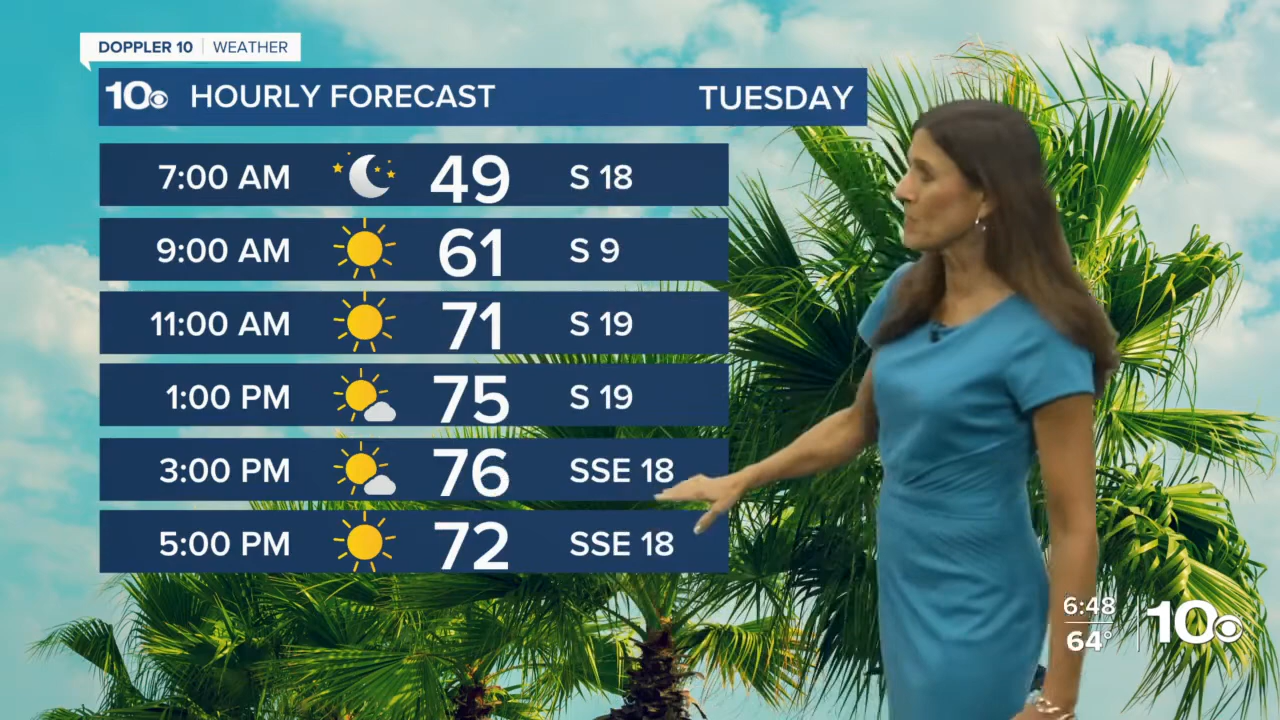 DOPPLER 10 | WEATHER
10 HOURLY FORECAST TUESDAY
7:00 AM 49 S 18
9:00 AM 61 S 9
11:00 AM 71 S 19
1:00 PM 75 S 19
3:00 PM 76 SSE 18
5:00 PM 72 SSE 18
6:48
64°
10